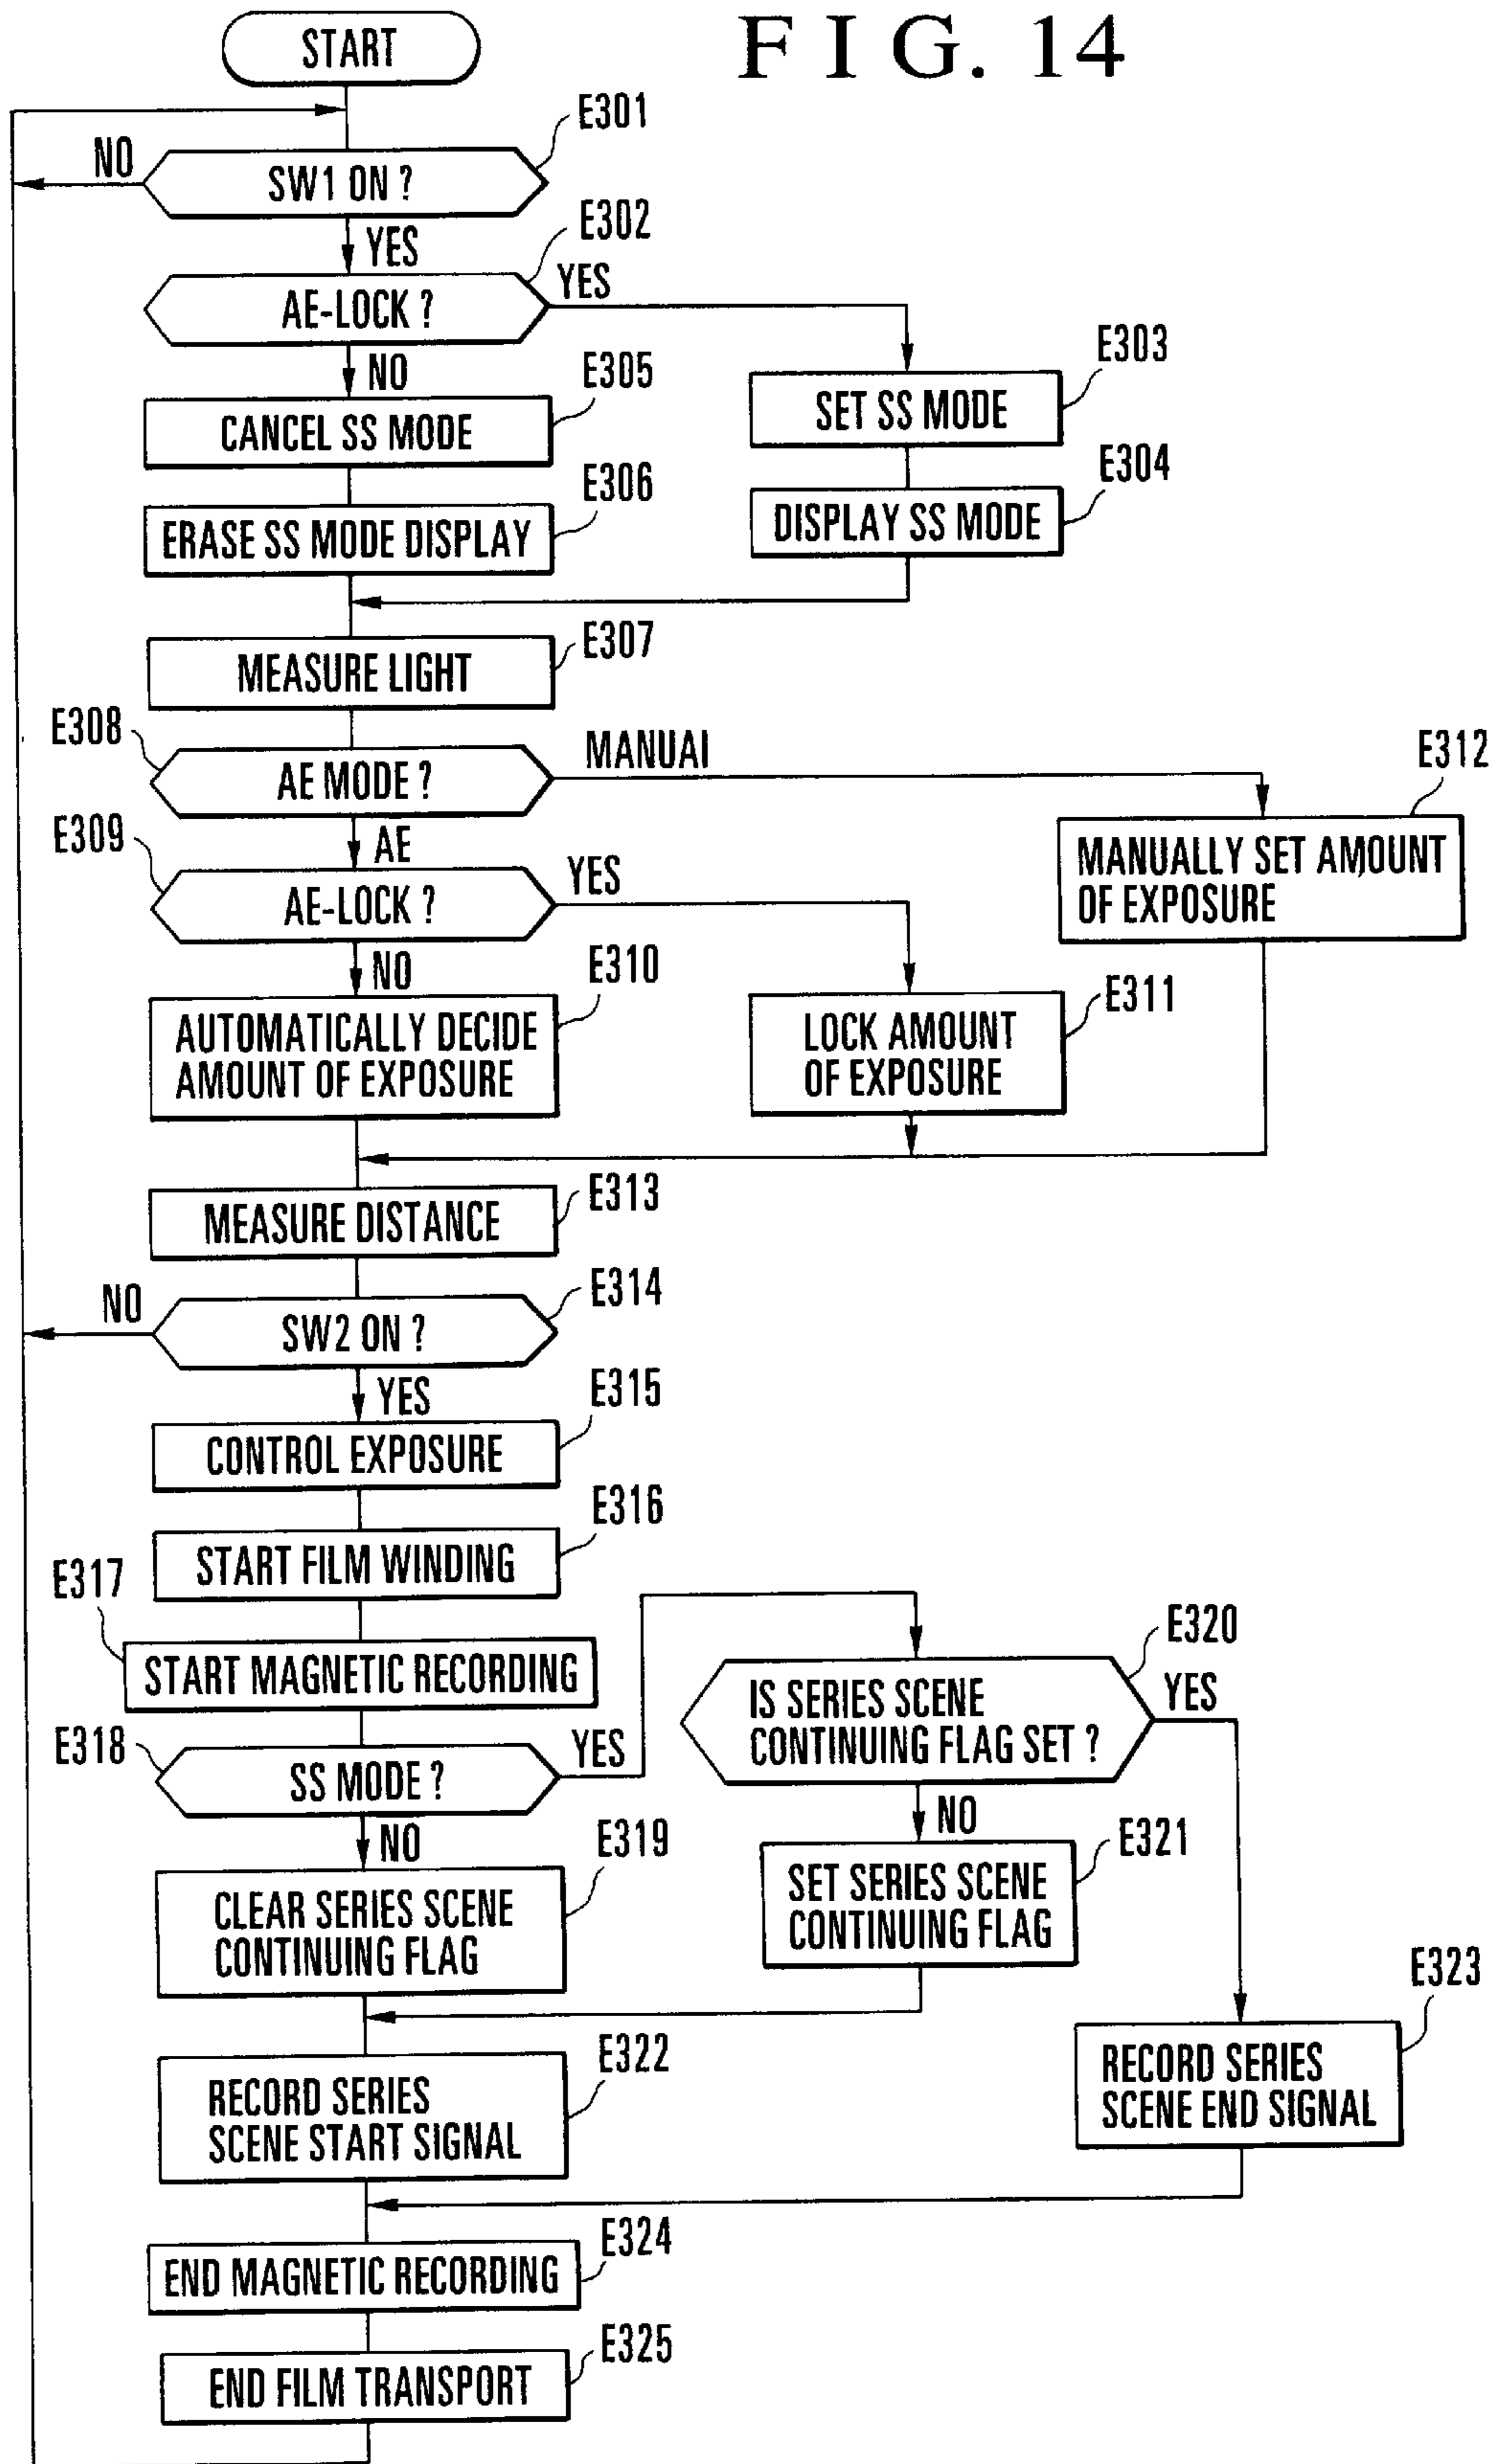 F I G. 14
START
E301
NO
SW1 ON ?
YES
E302
AE-LOCK ?
YES
NO
E303
SET SS MODE
E304
DISPLAY SS MODE
E305
CANCEL SS MODE
E306
ERASE SS MODE DISPLAY
E307
MEASURE LIGHT
E308
AE MODE ?
MANUAI
AE
E312
MANUALLY SET AMOUNT
OF EXPOSURE
E309
AE-LOCK ?
YES
NO
E310
AUTOMATICALLY DECIDE
AMOUNT OF EXPOSURE
E311
LOCK AMOUNT
OF EXPOSURE
E313
MEASURE DISTANCE
E314
NO
SW2 ON ?
YES
E315
CONTROL EXPOSURE
E316
START FILM WINDING
E317
START MAGNETIC RECORDING
E318
SS MODE ?
YES
NO
E320
IS SERIES SCENE
CONTINUING FLAG SET ?
YES
NO
E319
CLEAR SERIES SCENE
CONTINUING FLAG
E321
SET SERIES SCENE
CONTINUING FLAG
E322
RECORD SERIES
SCENE START SIGNAL
E323
RECORD SERIES
SCENE END SIGNAL
E324
END MAGNETIC RECORDING
E325
END FILM TRANSPORT